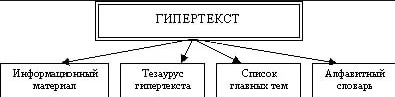 ГИПЕРТЕКСТ
Информационный
материал
Тезаурус
гипертекста
Список
главных тем
Алфавитный
словарь